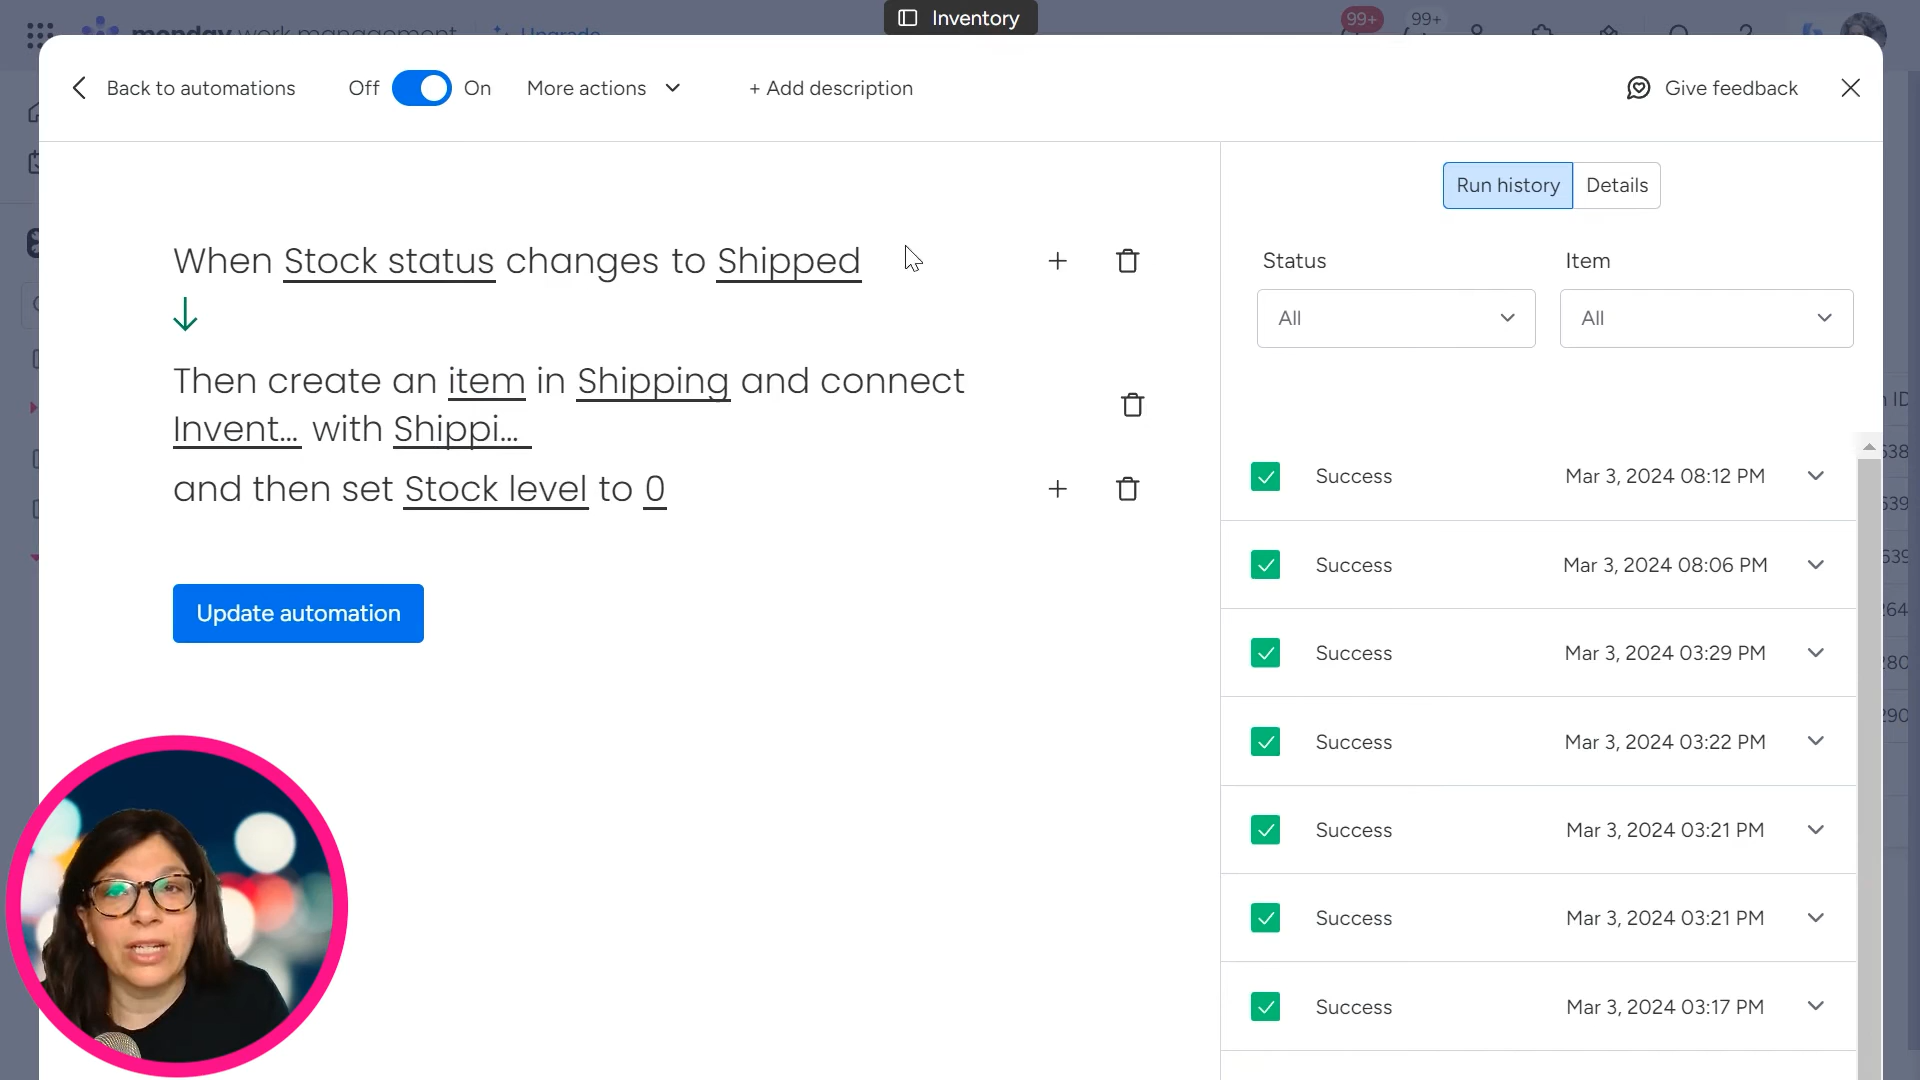 Inventory
monday work management
Upgrade
99+
99+
Back to automations
Off
On
More actions
+ Add description
Give feedback
Run history
Details
When Stock status changes to Shipped
Status
Item
All
All
Then create an item in Shipping and connect
Invent... with Shippi...
and then set Stock level to 0
Update automation
Success
Mar 3, 2024 08:12 PM
Success
Mar 3, 2024 08:06 PM
Success
Mar 3, 2024 03:29 PM
Success
Mar 3, 2024 03:22 PM
Success
Mar 3, 2024 03:21 PM
Success
Mar 3, 2024 03:21 PM
Success
Mar 3, 2024 03:17 PM